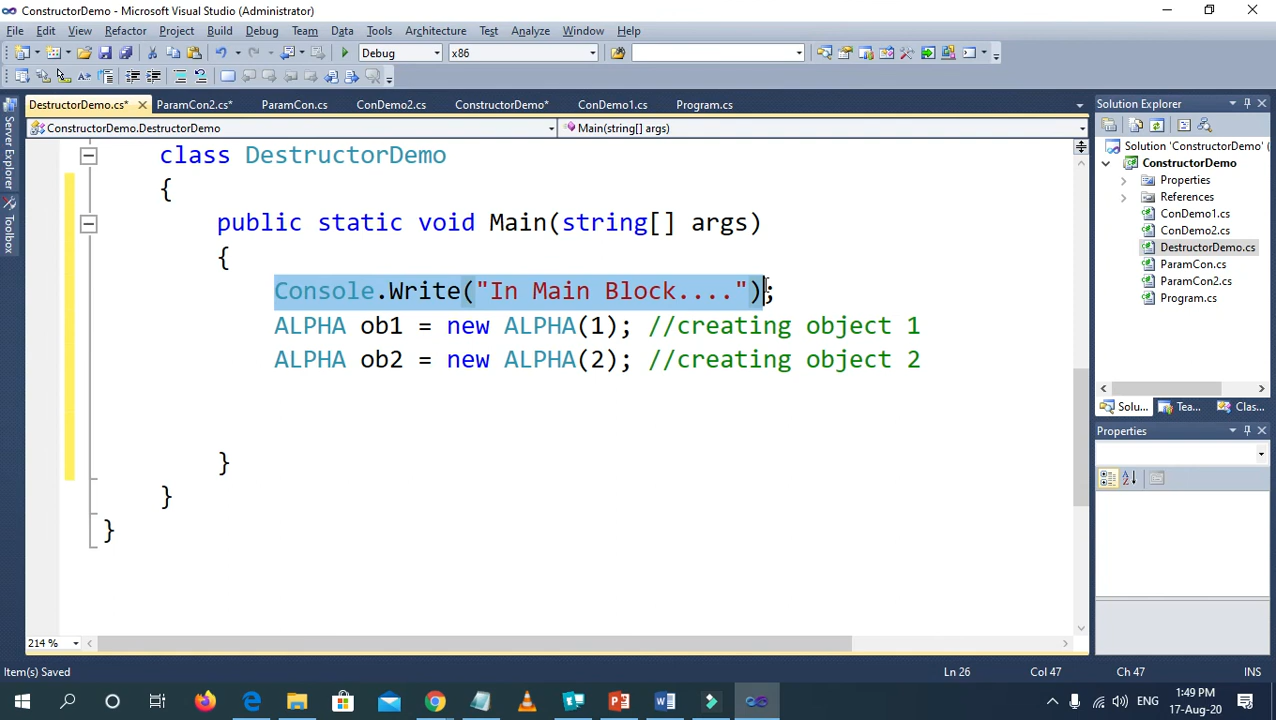 ConstructorDemo - Microsoft Visual Studio (Administrator)
File Edit View Refactor Project Build Debug Team Data Tools Architecture Test Analyze Window Help
Debug x86
DestructorDemo.cs* ParamCon2.cs* ParamCon.cs ConDemo2.cs ConstructorDemo* ConDemo1.cs Program.cs
ConstructorDemo.DestructorDemo Main(string[] args)
class DestructorDemo
{
public static void Main(string[] args)
{
Console.Write("In Main Block....");
ALPHA ob1 = new ALPHA(1); //creating object 1
ALPHA ob2 = new ALPHA(2); //creating object 2
}
}
}
214 %
Server Explorer
Toolbox
Solution Explorer
Solution 'ConstructorDemo' (
ConstructorDemo
Properties
References
ConDemo1.cs
ConDemo2.cs
DestructorDemo.cs
ParamCon.cs
ParamCon2.cs
Program.cs
Solu... Tea... Clas...
Properties
Item(s) Saved Ln 26 Col 47 Ch 47 INS
ENG 1:49 PM
17-Aug-20